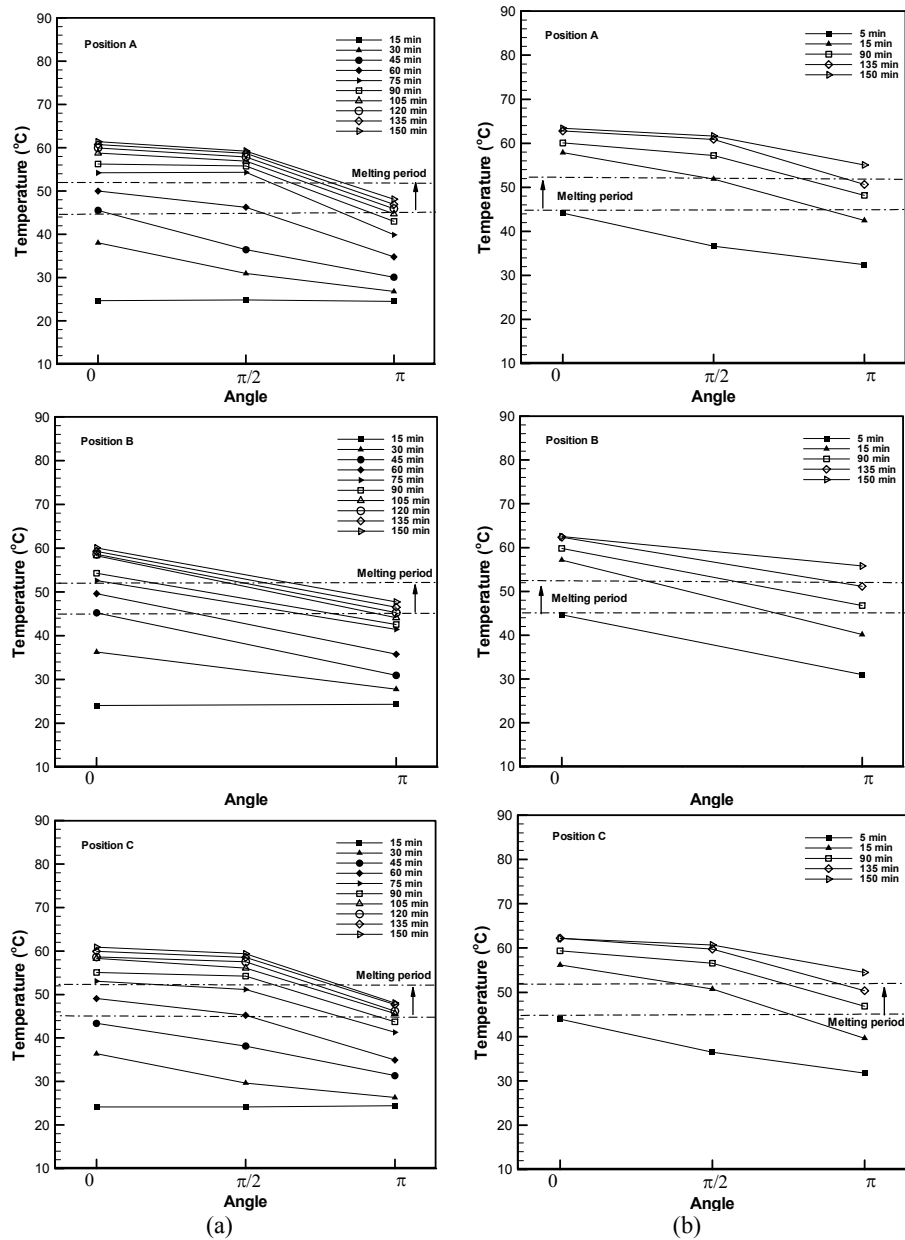 90
80
70
60
50
40
30
20
10
Temperature (°C)
Position A
15 min
30 min
45 min
60 min
75 min
90 min
105 min
120 min
135 min
150 min
Melting period
0
π/2
π
Angle
90
80
70
60
50
40
30
20
10
Temperature (°C)
Position A
5 min
15 min
90 min
135 min
150 min
Melting period
0
π/2
π
Angle
90
80
70
60
50
40
30
20
10
Temperature (°C)
Position B
15 min
30 min
45 min
60 min
75 min
90 min
105 min
120 min
135 min
150 min
Melting period
0
π
Angle
90
80
70
60
50
40
30
20
10
Temperature (°C)
Position B
5 min
15 min
90 min
135 min
150 min
Melting period
0
π
Angle
90
80
70
60
50
40
30
20
10
Temperature (°C)
Position C
15 min
30 min
45 min
60 min
75 min
90 min
105 min
120 min
135 min
150 min
Melting period
0
π/2
π
Angle
90
80
70
60
50
40
30
20
10
Temperature (°C)
Position C
5 min
15 min
90 min
135 min
150 min
Melting period
0
π/2
π
Angle
(a)
(b)